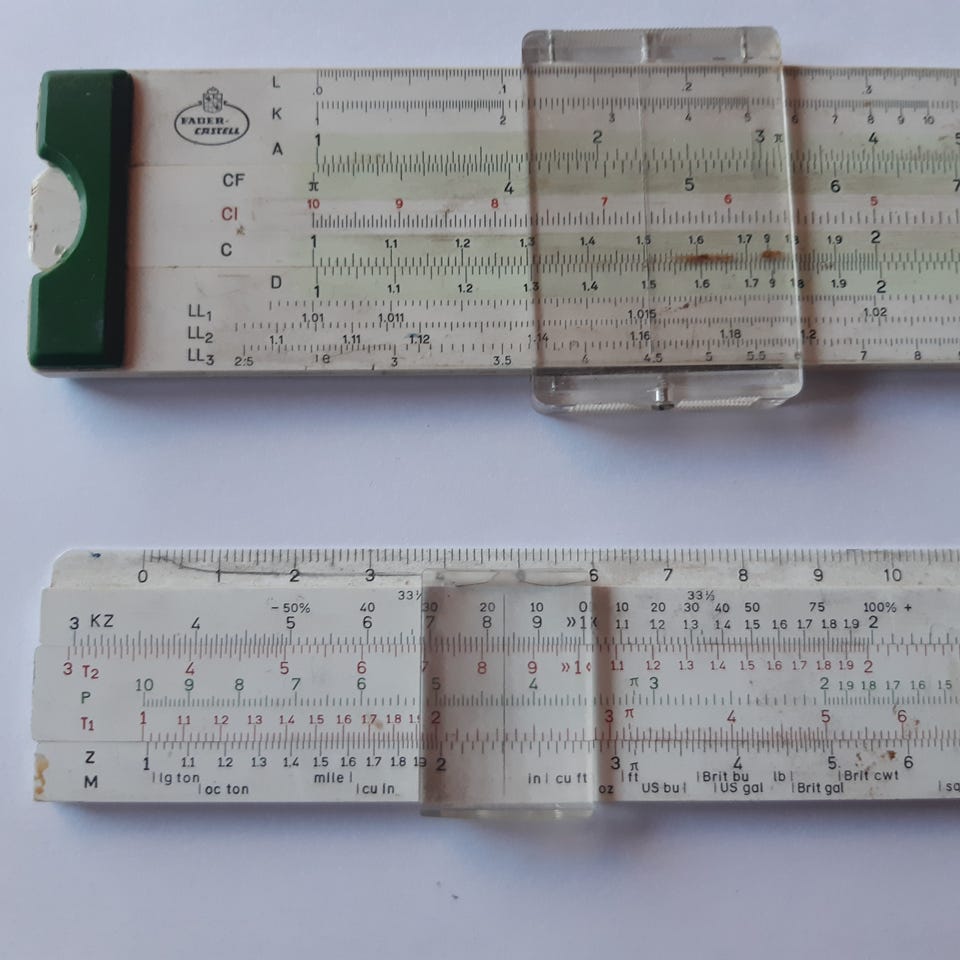 L .0 .1 .2 .3
K 2 3 4 5 6 7 8 9 10
FABER-
CASTELL
A 1 2 3 π 4 5
CF π 4 5 6 7
CI 10 9 8 7 6 5
C 1 1.1 1.2 1.3 1.4 1.5 1.6 1.7 9 1.8 1.9 2
D 1 1.1 1.2 1.3 1.4 1.5 1.6 1.7 9 1.8 1.9 2
LL1 1.01 1.011 1.015 1.02
LL2 1.1 1.11 1.12 1.14 1.16 1.18 1.2
LL3 2.5 e 3 3.5 4 4.5 5 5.5 6 7 8 9
0 1 2 3 6 7 8 9 10
- 50% 40 33⅓ 30 20 10 0 10 20 30 33⅓ 40 50 75 100% +
3 KZ 4 5 6 7 8 9 »1« 1.1 1.2 1.3 1.4 1.5 1.6 1.7 1.8 1.9 2
3 T2 4 5 6 7 8 9 »1« 1.1 1.2 1.3 1.4 1.5 1.6 1.7 1.8 1.9 2
P 10 9 8 7 6 5 4 π 3 2 1.9 1.8 1.7 1.6 1.5
T1 1 1.1 1.2 1.3 1.4 1.5 1.6 1.7 1.8 1.9 2 3 π 4 5 6
Z 1 1.1 1.2 1.3 1.4 1.5 1.6 1.7 1.8 1.9 2 3 π 4 5 6
M lg ton oc ton mile cu in in cu ft oz ft US bu Brit bu US gal lb Brit gal Brit cwt sq